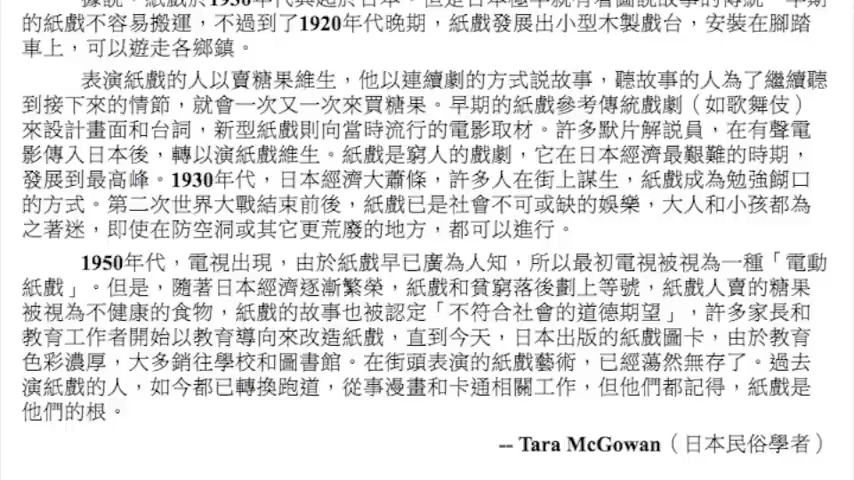 的紙戲不容易搬運，不過到了1920年代晚期，紙戲發展出小型木製戲台，安裝在腳踏
車上，可以遊走各鄉鎮。
表演紙戲的人以賣糖果維生，他以連續劇的方式說故事，聽故事的人為了繼續聽
到接下來的情節，就會一次又一次來買糖果。早期的紙戲參考傳統戲劇（如歌舞伎）
來設計畫面和台詞，新型紙戲則向當時流行的電影取材。許多默片解說員，在有聲電
影傳入日本後，轉以演紙戲維生。紙戲是窮人的戲劇，它在日本經濟最艱難的時期，
發展到最高峰。1930年代，日本經濟大蕭條，許多人在街上謀生，紙戲成為勉強餬口
的方式。第二次世界大戰結束前後，紙戲已是社會不可或缺的娛樂，大人和小孩都為
之著迷，即使在防空洞或其它更荒廢的地方，都可以進行。
1950年代，電視出現，由於紙戲早已廣為人知，所以最初電視被視為一種「電動
紙戲」。但是，隨著日本經濟逐漸繁榮，紙戲和貧窮落後劃上等號，紙戲人賣的糖果
被視為不健康的食物，紙戲的故事也被認定「不符合社會的道德期望」，許多家長和
教育工作者開始以教育導向來改造紙戲，直到今天，日本出版的紙戲圖卡，由於教育
色彩濃厚，大多銷往學校和圖書館。在街頭表演的紙戲藝術，已經蕩然無存了。過去
演紙戲的人，如今都已轉換跑道，從事漫畫和卡通相關工作，但他們都記得，紙戲是
他們的根。
-- Tara McGowan（日本民俗學者）